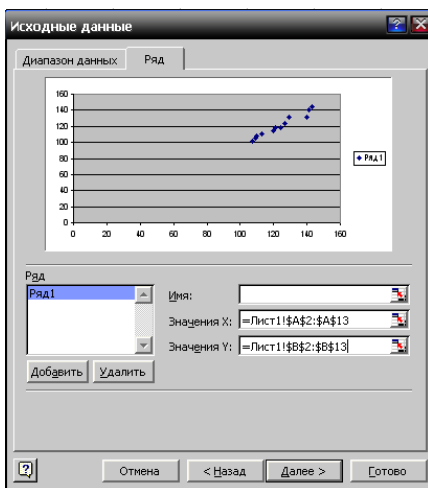 Исходные данные
Диапазон данных Ряд
160
140
120
100
80
60
40
20
0
0 20 40 60 80 100 120 140 160
Ряд1
Ряд
Ряд1
Имя:
Значения X: =Лист1!$A$2:$A$13
Значения Y: =Лист1!$B$2:$B$13
Добавить Удалить
Отмена < Назад Далее > Готово